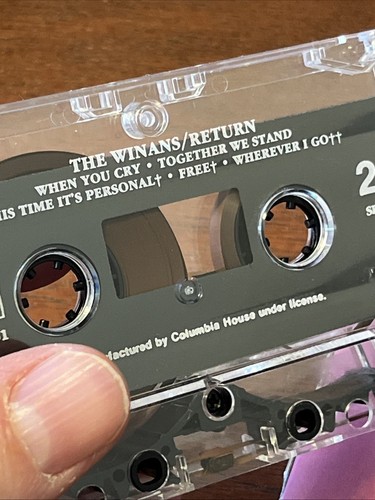 THE WINANS/RETURN
WHEN YOU CRY • TOGETHER WE STAND
HIS TIME IT'S PERSONAL† • FREE† • WHEREVER I GO††
2
factured by Columbia House under license.